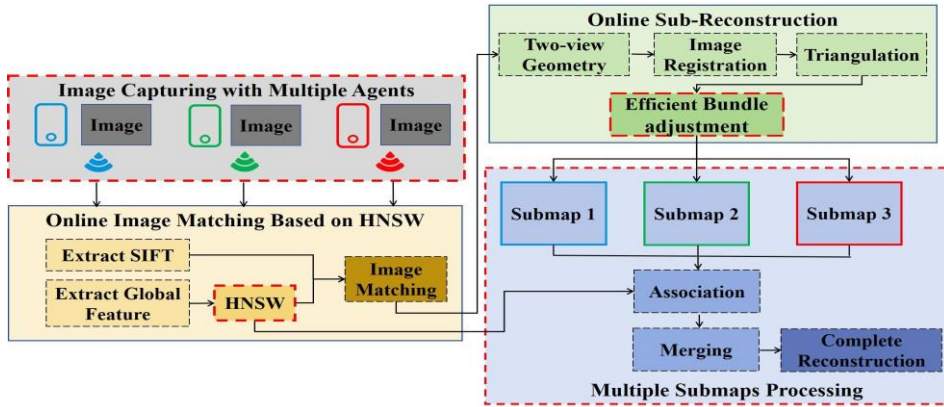 Image Capturing with Multiple Agents
Image
Image
Image
Online Image Matching Based on HNSW
Extract SIFT
Extract Global
Feature
HNSW
Image
Matching
Online Sub-Reconstruction
Two-view
Geometry
Image
Registration
Triangulation
Efficient Bundle
adjustment
Submap 1
Submap 2
Submap 3
Association
Merging
Complete
Reconstruction
Multiple Submaps Processing